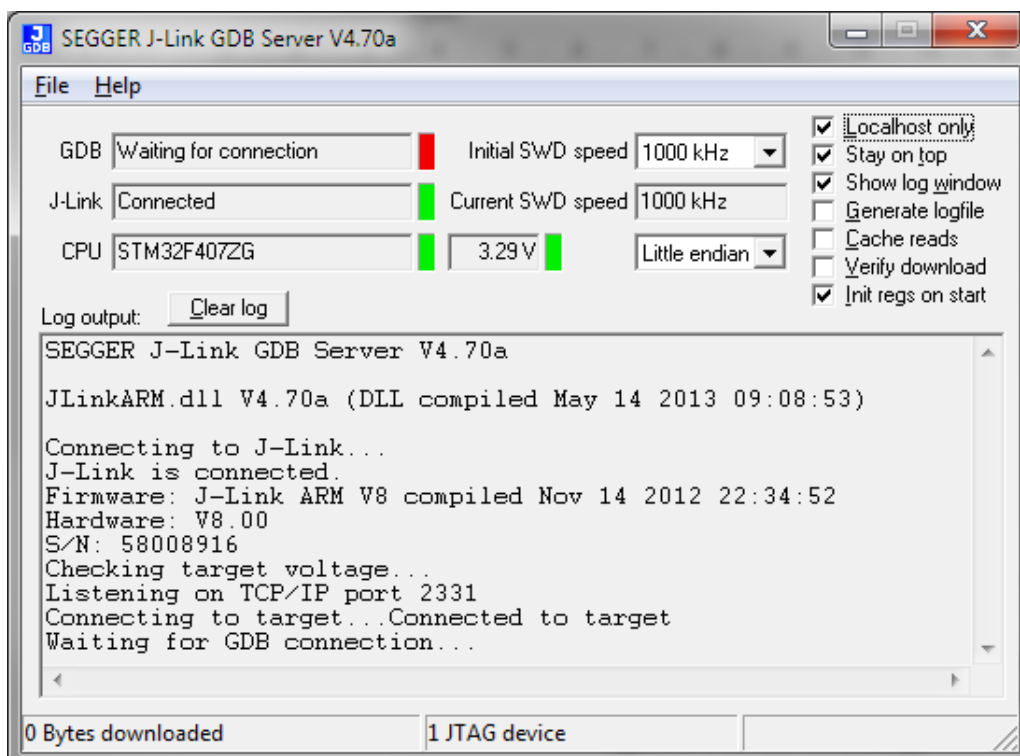 J
GDB
SEGGER J-Link GDB Server V4.70a
File Help
GDB Waiting for connection Initial SWD speed 1000 kHz
J-Link Connected Current SWD speed 1000 kHz
CPU STM32F407ZG 3.29 V Little endian
Localhost only
Stay on top
Show log window
Generate logfile
Cache reads
Verify download
Init regs on start
Log output: Clear log
SEGGER J-Link GDB Server V4.70a
JLinkARM.dll V4.70a (DLL compiled May 14 2013 09:08:53)
Connecting to J-Link...
J-Link is connected.
Firmware: J-Link ARM V8 compiled Nov 14 2012 22:34:52
Hardware: V8.00
S/N: 58008916
Checking target voltage...
Listening on TCP/IP port 2331
Connecting to target...Connected to target
Waiting for GDB connection...
0 Bytes downloaded 1 JTAG device